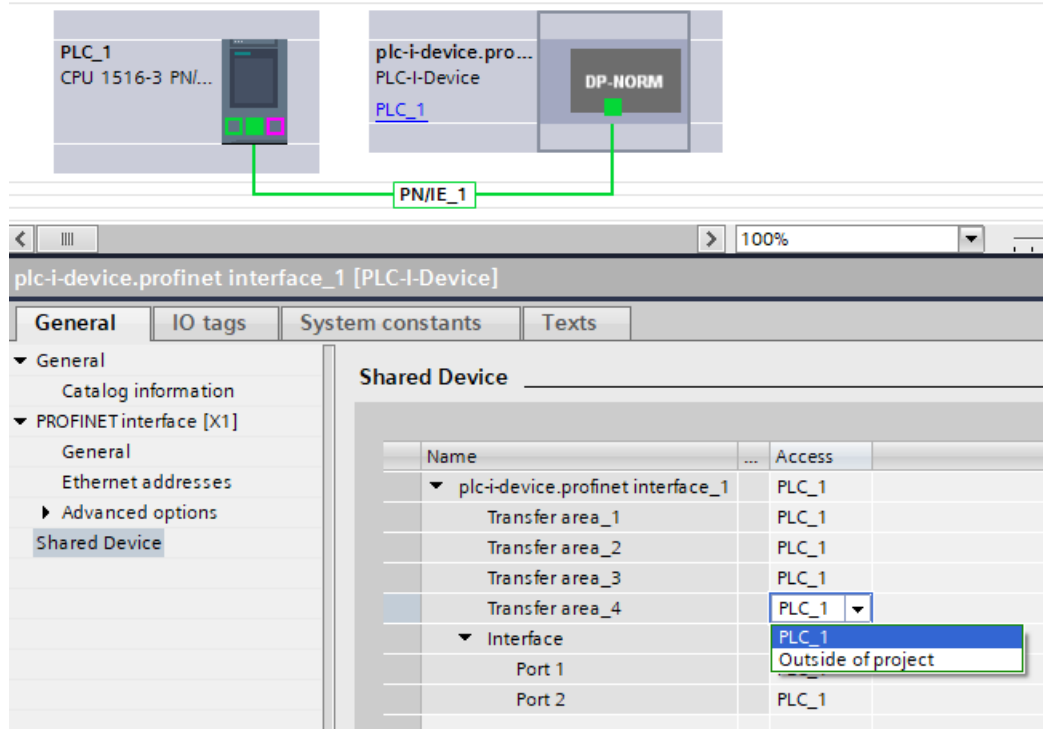 PLC_1
CPU 1516-3 PN/...
plc-i-device.pro...
PLC-I-Device
PLC_1
DP-NORM
PN/IE_1
100%
plc-i-device.profinet interface_1 [PLC-I-Device]
General IO tags System constants Texts
General
Catalog information
PROFINET interface [X1]
General
Ethernet addresses
Advanced options
Shared Device
Shared Device
Name ... Access
plc-i-device.profinet interface_1 PLC_1
Transfer area_1 PLC_1
Transfer area_2 PLC_1
Transfer area_3 PLC_1
Transfer area_4 PLC_1
Interface PLC_1
Outside of project
Port 1
Port 2 PLC_1